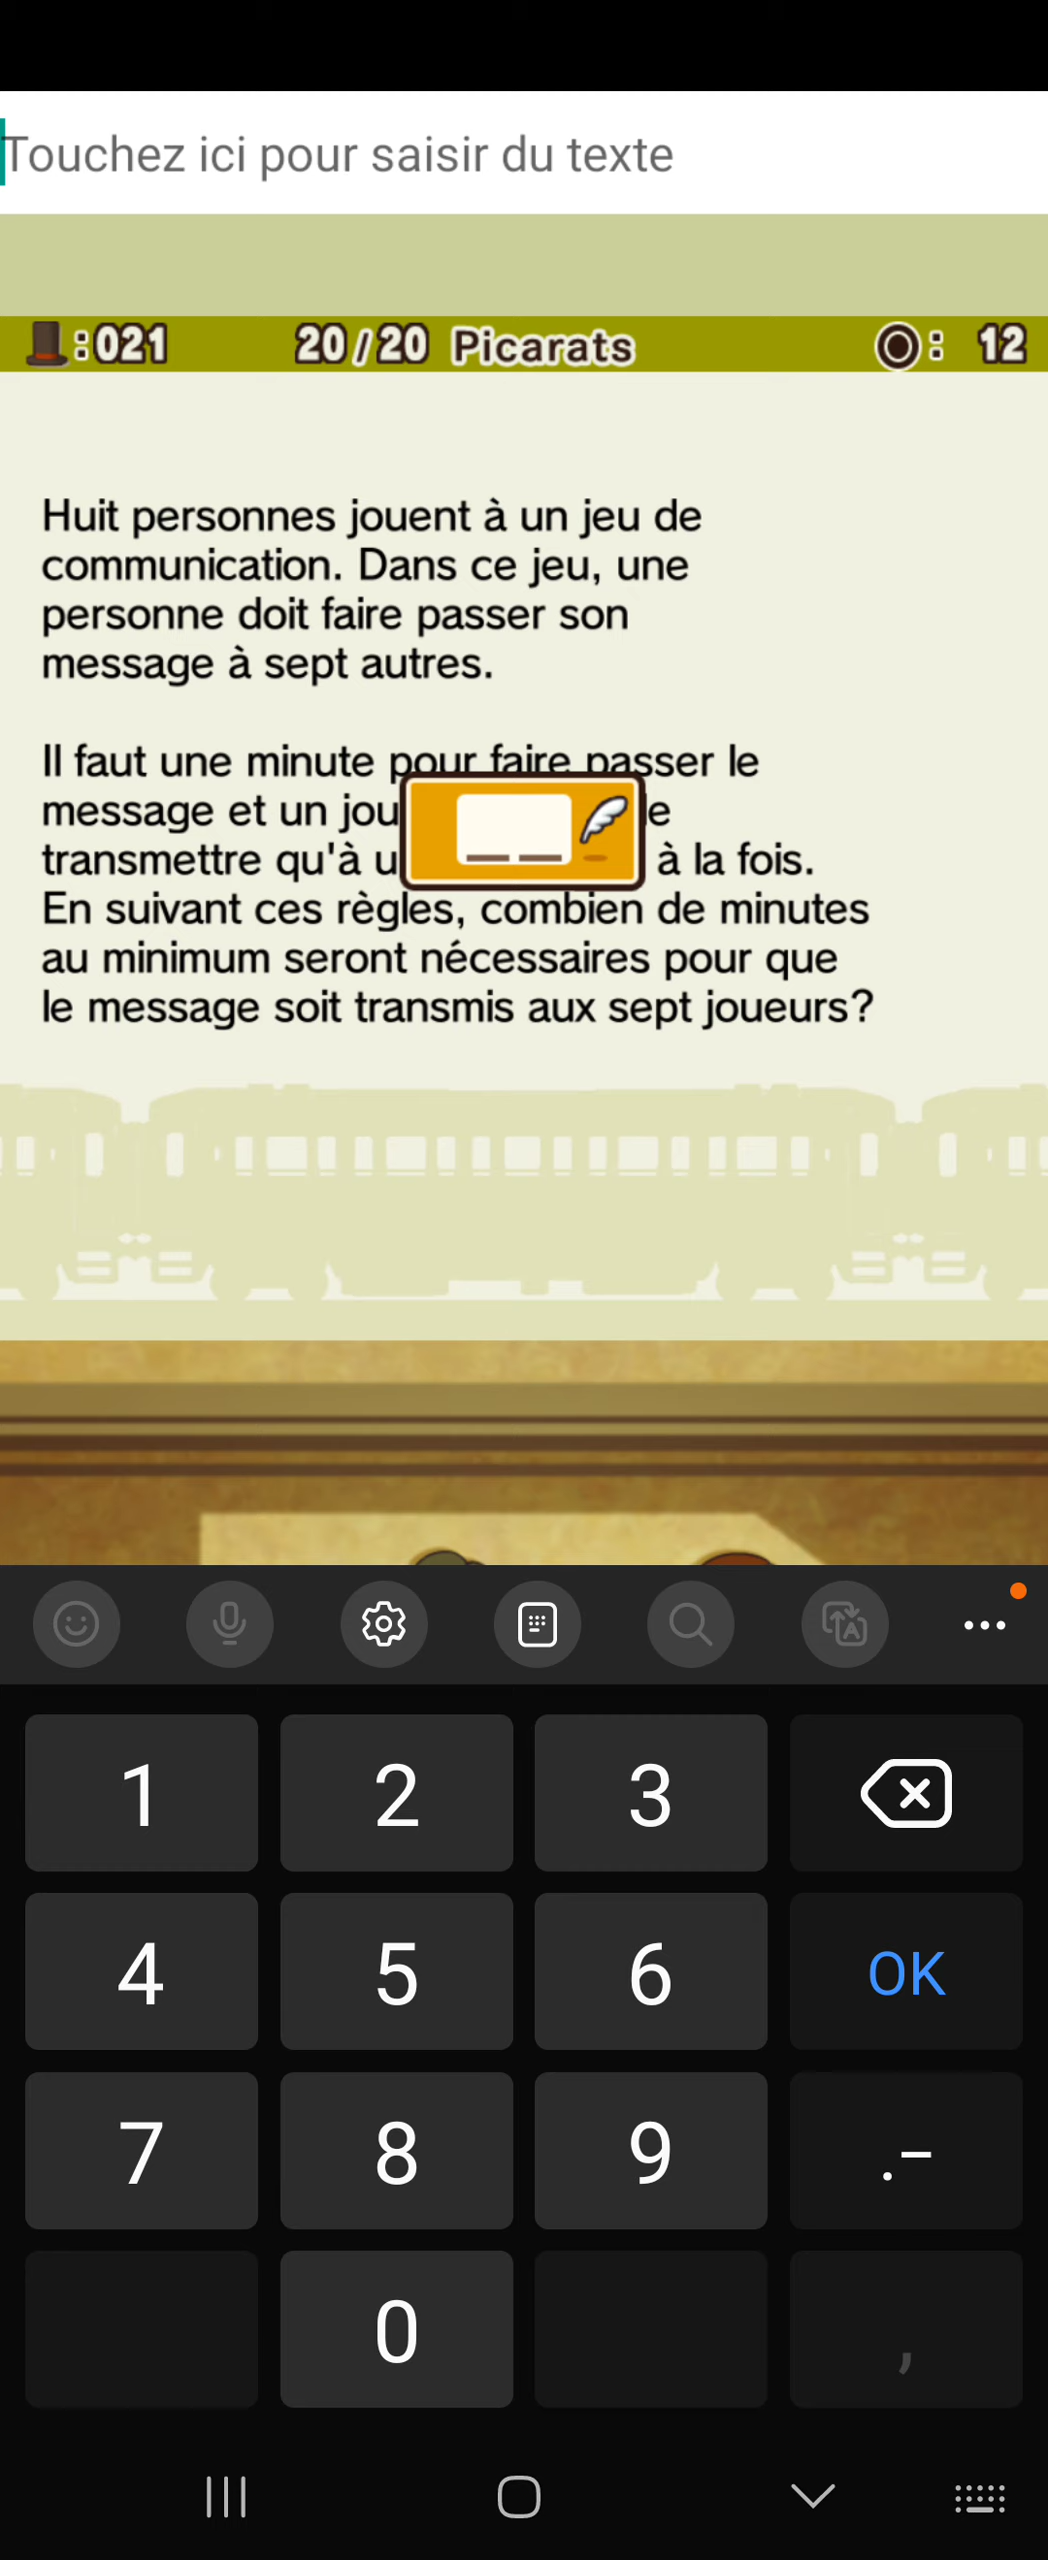 Touchez ici pour saisir du texte
:021 20/20 Picarats : 12
Huit personnes jouent à un jeu de
communication. Dans ce jeu, une
personne doit faire passer son
message à sept autres.
Il faut une minute pour faire passer le
message et un
transmettre qu'à à la fois.
En suivant ces règles, combien de minutes
au minimum seront nécessaires pour que
le message soit transmis aux sept joueurs?
1 2 3
4 5 6 OK
7 8 9 .-
0 ,